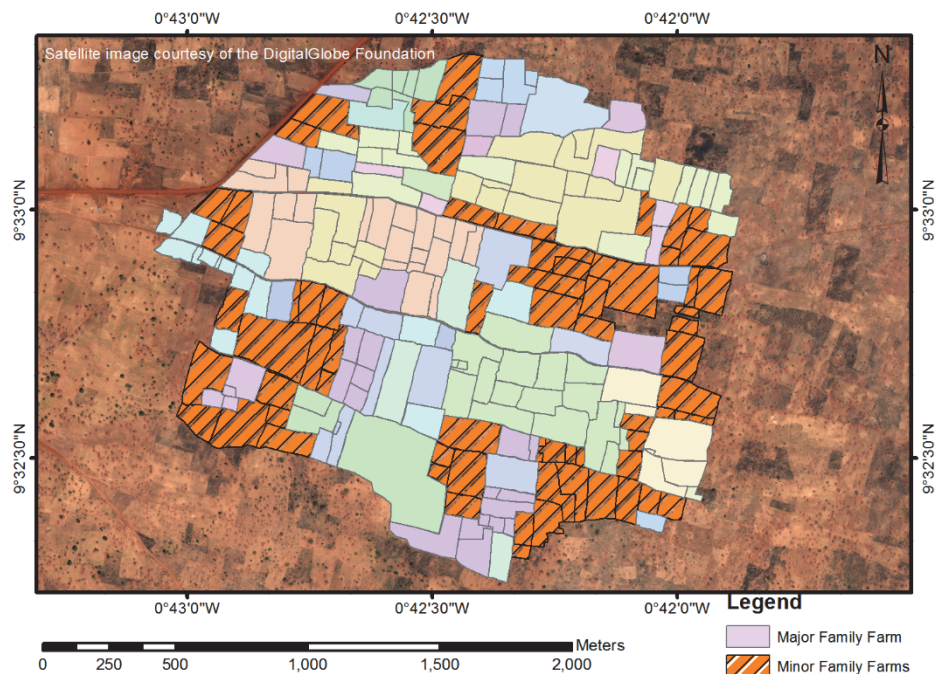 0°43'0"W 0°42'30"W 0°42'0"W
Satellite image courtesy of the DigitalGlobe Foundation
N
9°33'0"N 9°33'0"N
9°32'30"N 9°32'30"N
0°43'0"W 0°42'30"W 0°42'0"W
Legend
Meters
Major Family Farm
0 250 500 1,000 1,500 2,000
Minor Family Farms